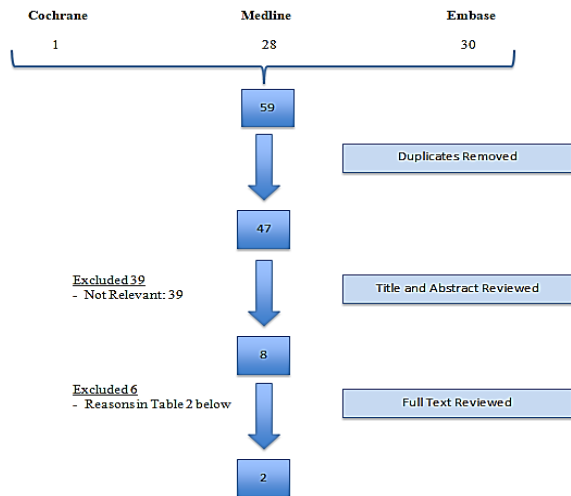 Cochrane Medline Embase
1 28 30
59
Duplicates Removed
47
Excluded 39
- Not Relevant: 39
Title and Abstract Reviewed
8
Excluded 6
- Reasons in Table 2 below
Full Text Reviewed
2